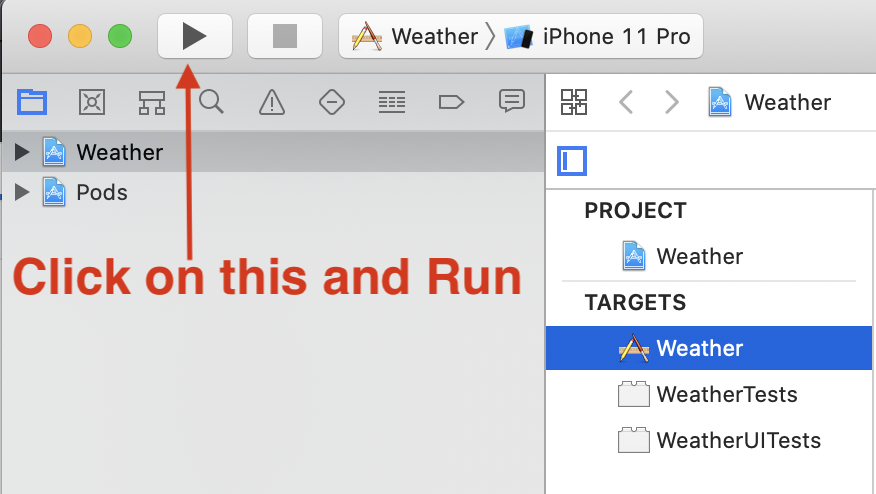 Weather
iPhone 11 Pro
Weather
Weather
Pods
Click on this and Run
PROJECT
Weather
TARGETS
Weather
WeatherTests
WeatherUITests